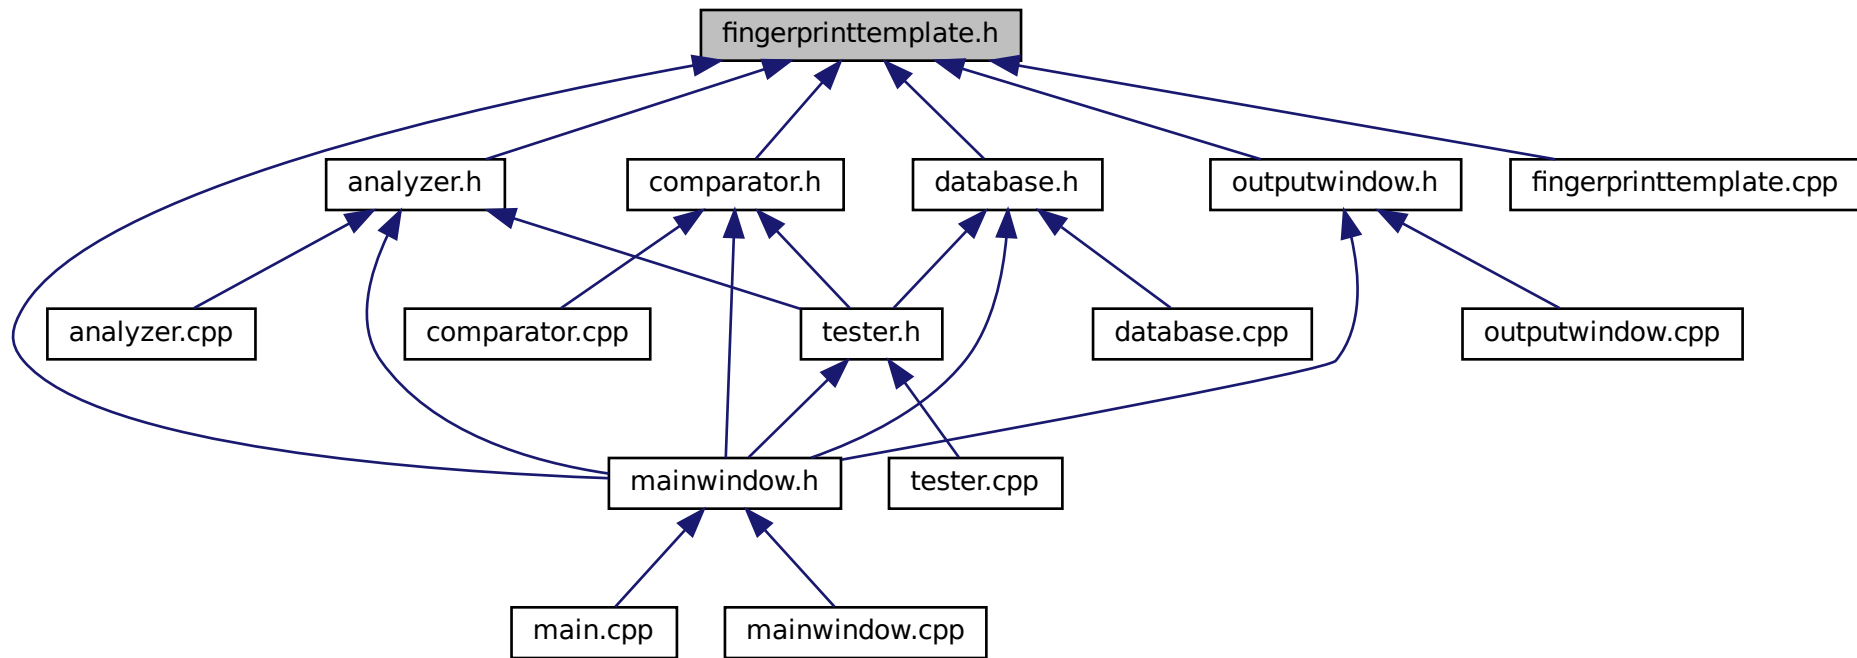 fingerprinttemplate.h
analyzer.h
comparator.h
database.h
outputwindow.h
fingerprinttemplate.cpp
analyzer.cpp
comparator.cpp
tester.h
database.cpp
outputwindow.cpp
mainwindow.h
tester.cpp
main.cpp
mainwindow.cpp